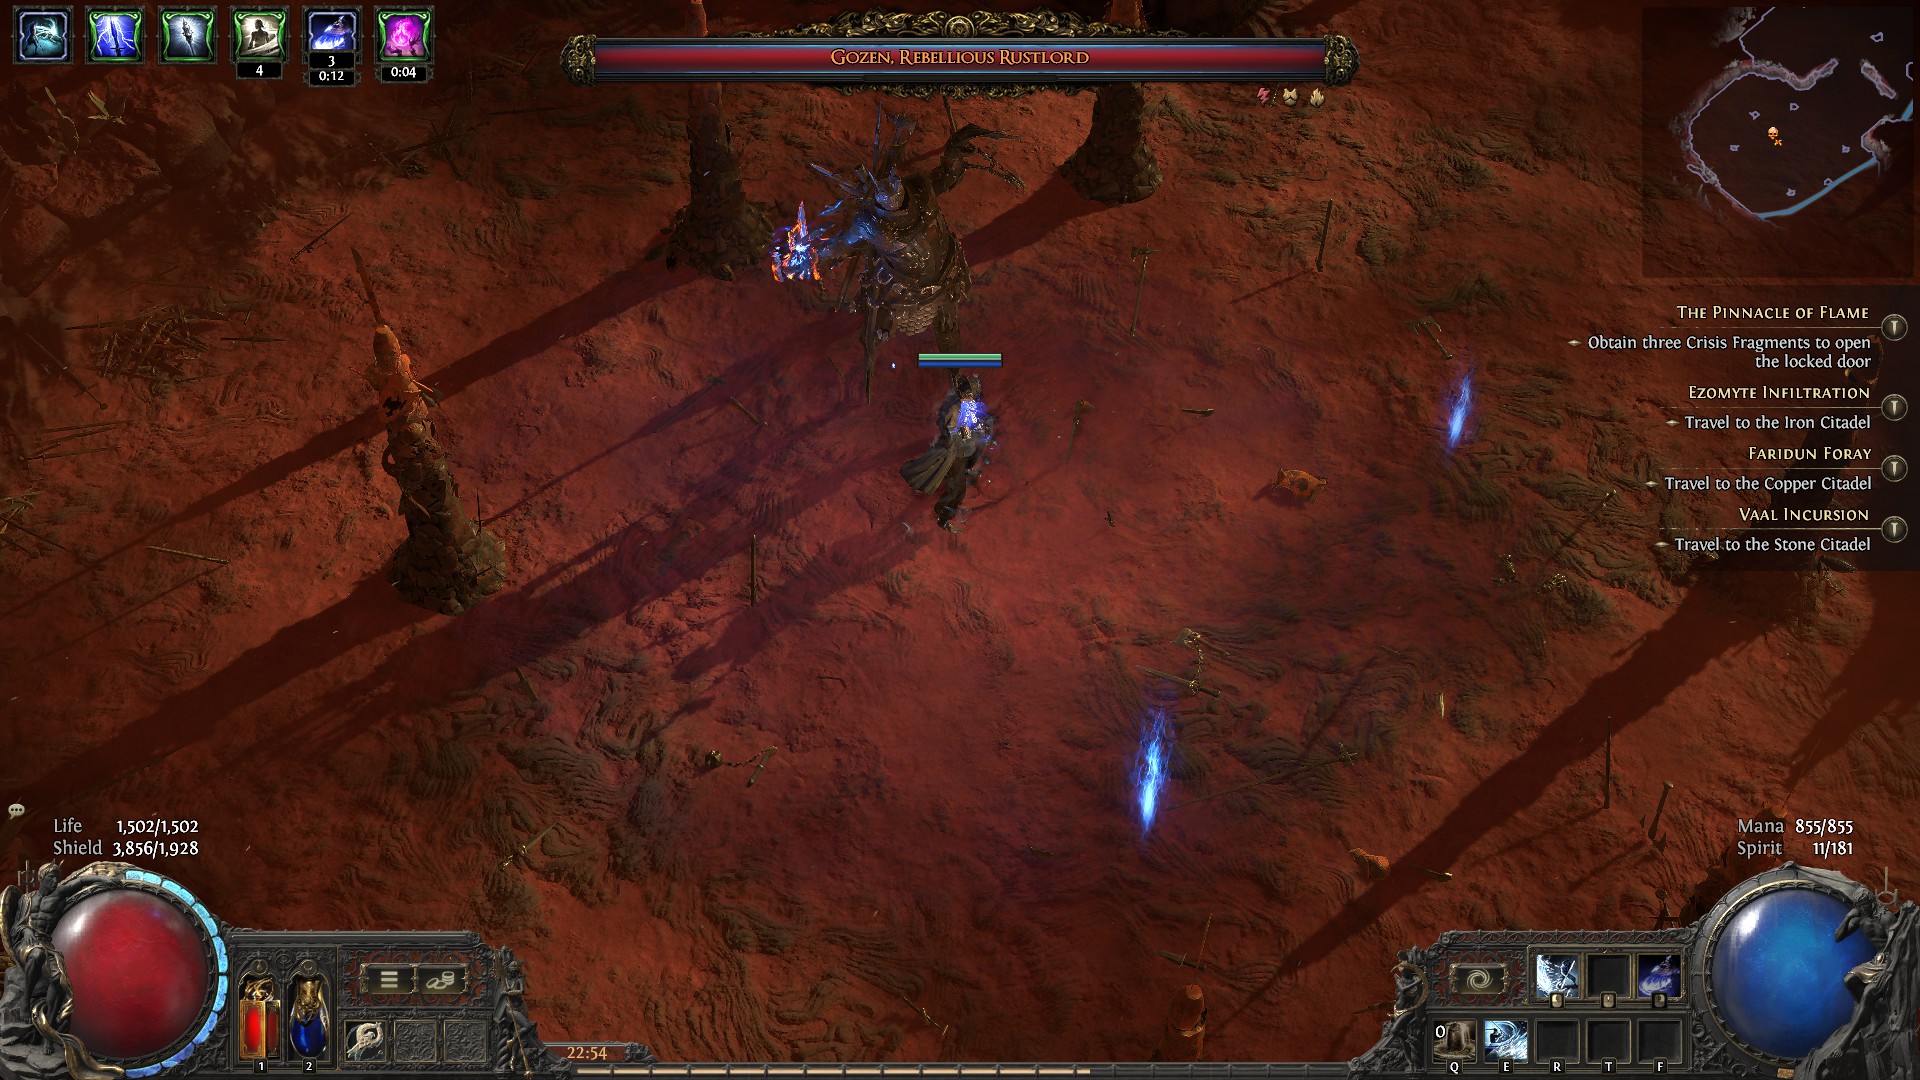 4
3
0:12
0:04
Gozen, Rebellious Rustlord
The Pinnacle of Flame
Obtain three Crisis Fragments to open
the locked door
Ezomyte Infiltration
Travel to the Iron Citadel
Faridun Foray
Travel to the Copper Citadel
Vaal Incursion
Travel to the Stone Citadel
Life 1,502/1,502
Shield 3,856/1,928
Mana 855/855
Spirit 11/181
1
2
22:54
0
Q
E
R
T
F